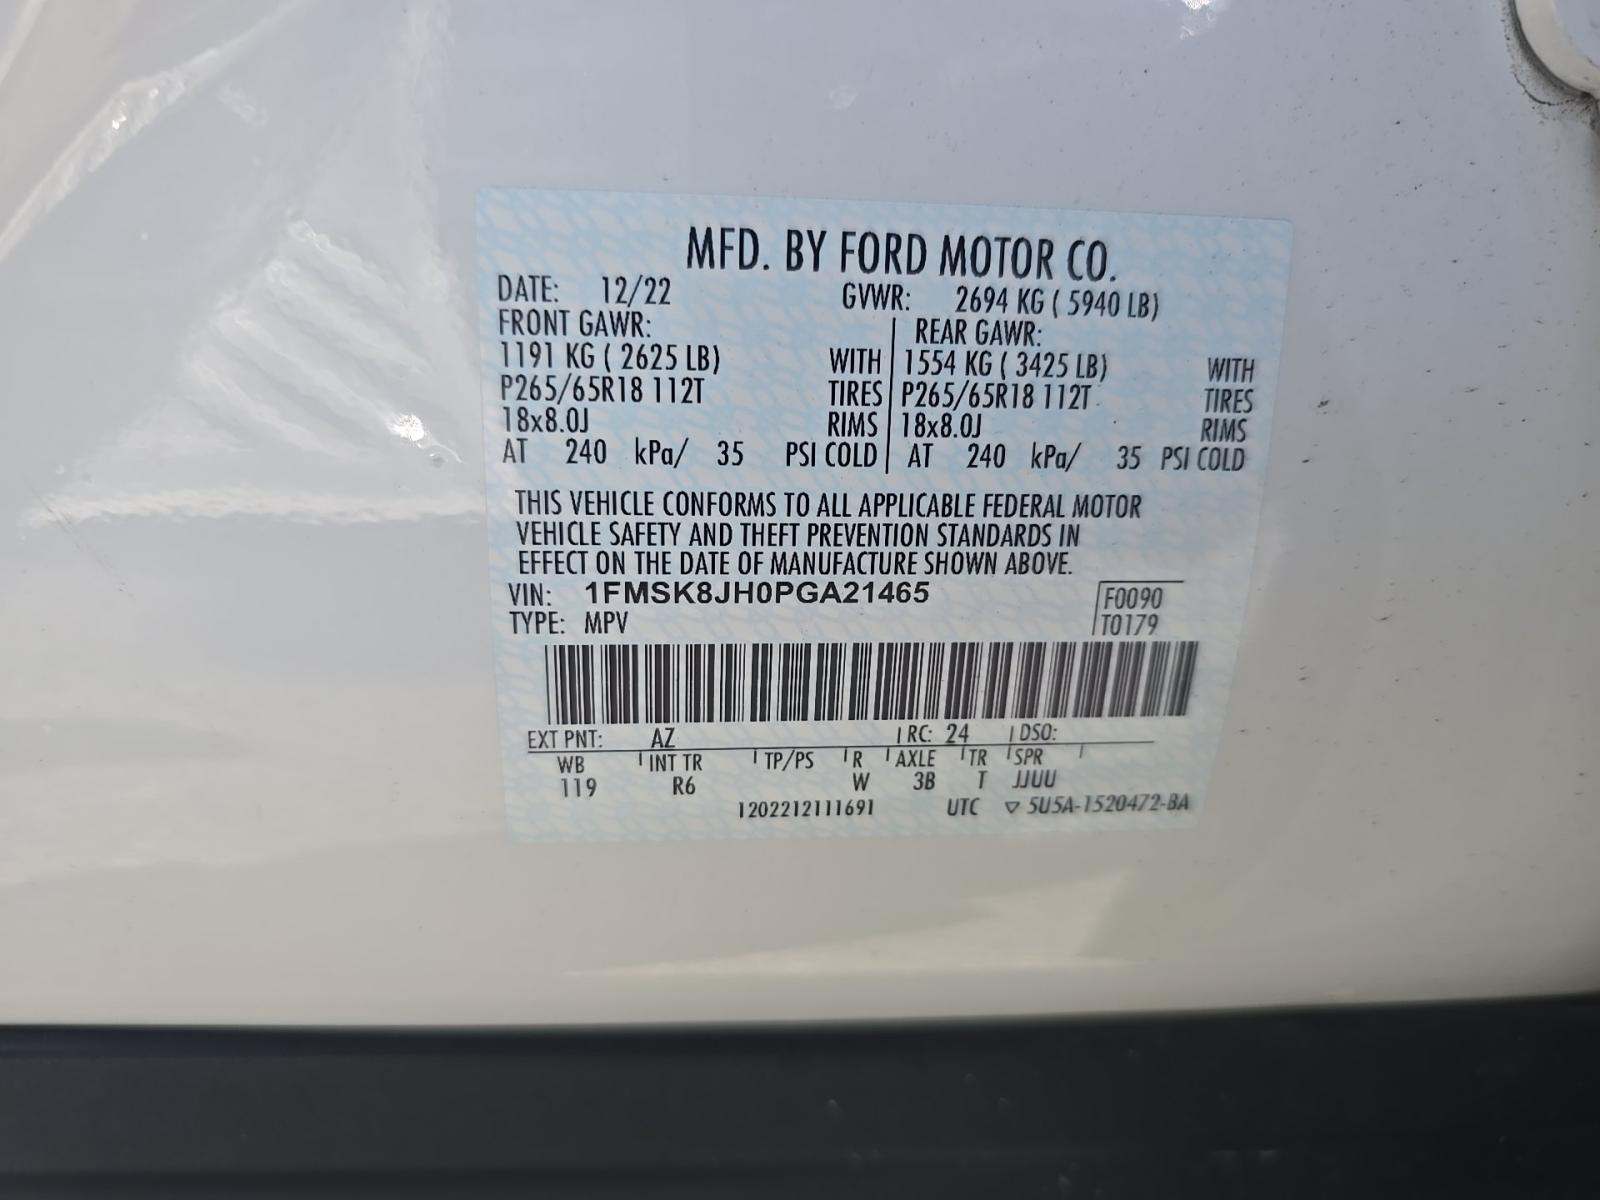 MFD. BY FORD MOTOR CO.
DATE: 12/22 GVWR: 2694 KG ( 5940 LB)
FRONT GAWR: REAR GAWR:
1191 KG ( 2625 LB) WITH 1554 KG ( 3425 LB) WITH
P265/65R18 112T TIRES P265/65R18 112T TIRES
18x8.0J RIMS 18x8.0J RIMS
AT 240 kPa/ 35 PSI COLD AT 240 kPa/ 35 PSI COLD
THIS VEHICLE CONFORMS TO ALL APPLICABLE FEDERAL MOTOR
VEHICLE SAFETY AND THEFT PREVENTION STANDARDS IN
EFFECT ON THE DATE OF MANUFACTURE SHOWN ABOVE.
VIN: 1FMSK8JH0PGA21465 F0090
TYPE: MPV T0179
EXT PNT: AZ RC: 24 DSO:
WB INT TR TP/PS R AXLE TR SPR
119 R6 W 3B T JJUU
1202212111691 UTC ▽ 5U5A-1520472-BA